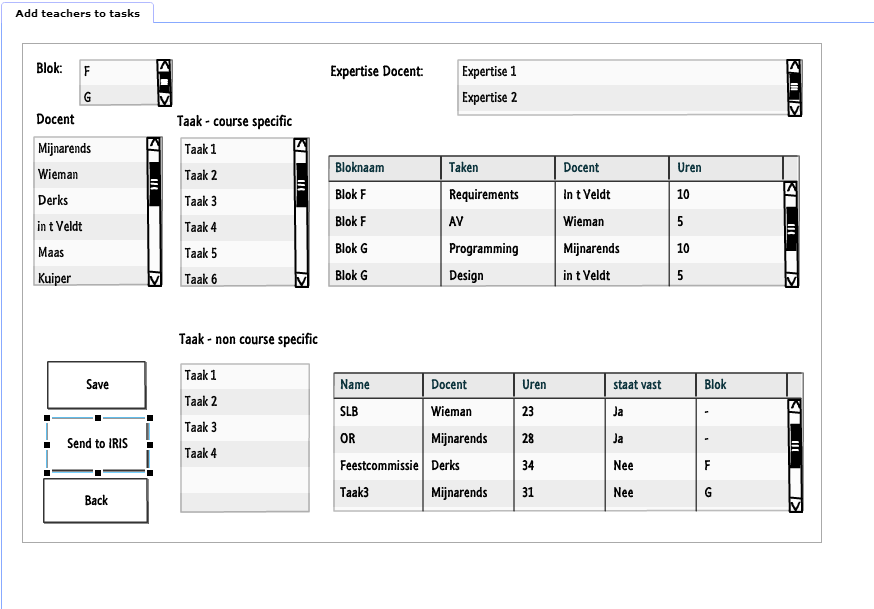 Add teachers to tasks
Blok:
F
G
Expertise Docent:
Expertise 1
Expertise 2
Docent
Mijnarends
Wieman
Derks
in t Veldt
Maas
Kuiper
Taak - course specific
Taak 1
Taak 2
Taak 3
Taak 4
Taak 5
Taak 6
Bloknaam Taken Docent Uren
Blok F Requirements In t Veldt 10
Blok F AV Wieman 5
Blok G Programming Mijnarends 10
Blok G Design in t Veldt 5
Taak - non course specific
Taak 1
Taak 2
Taak 3
Taak 4
Save
Send to IRIS
Back
Name Docent Uren staat vast Blok
SLB Wieman 23 Ja -
OR Mijnarends 28 Ja -
Feestcommissie Derks 34 Nee F
Taak3 Mijnarends 31 Nee G